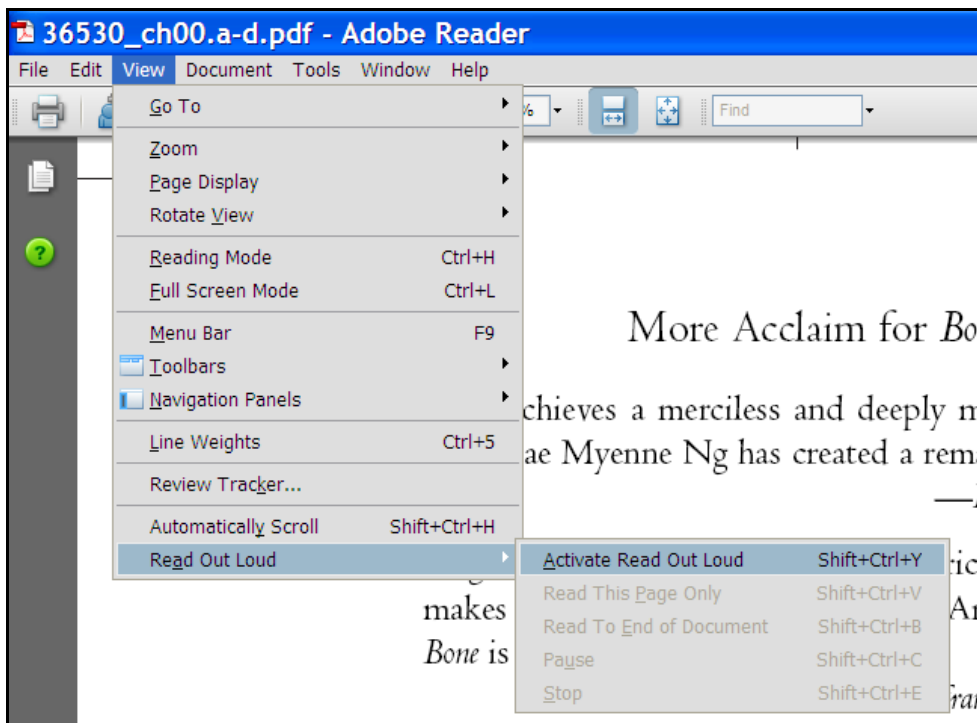 36530_ch00.a-d.pdf - Adobe Reader
File Edit View Document Tools Window Help
Go To
% Find
Zoom
Page Display
Rotate View
Reading Mode Ctrl+H
Full Screen Mode Ctrl+L
Menu Bar F9
Toolbars
Navigation Panels
Line Weights Ctrl+5
Review Tracker...
Automatically Scroll Shift+Ctrl+H
Read Out Loud
Activate Read Out Loud Shift+Ctrl+Y
Read This Page Only Shift+Ctrl+V
Read To End of Document Shift+Ctrl+B
Pause Shift+Ctrl+C
Stop Shift+Ctrl+E
More Acclaim for Bo
chieves a merciless and deeply m
ae Myenne Ng has created a rem
makes
Bone is